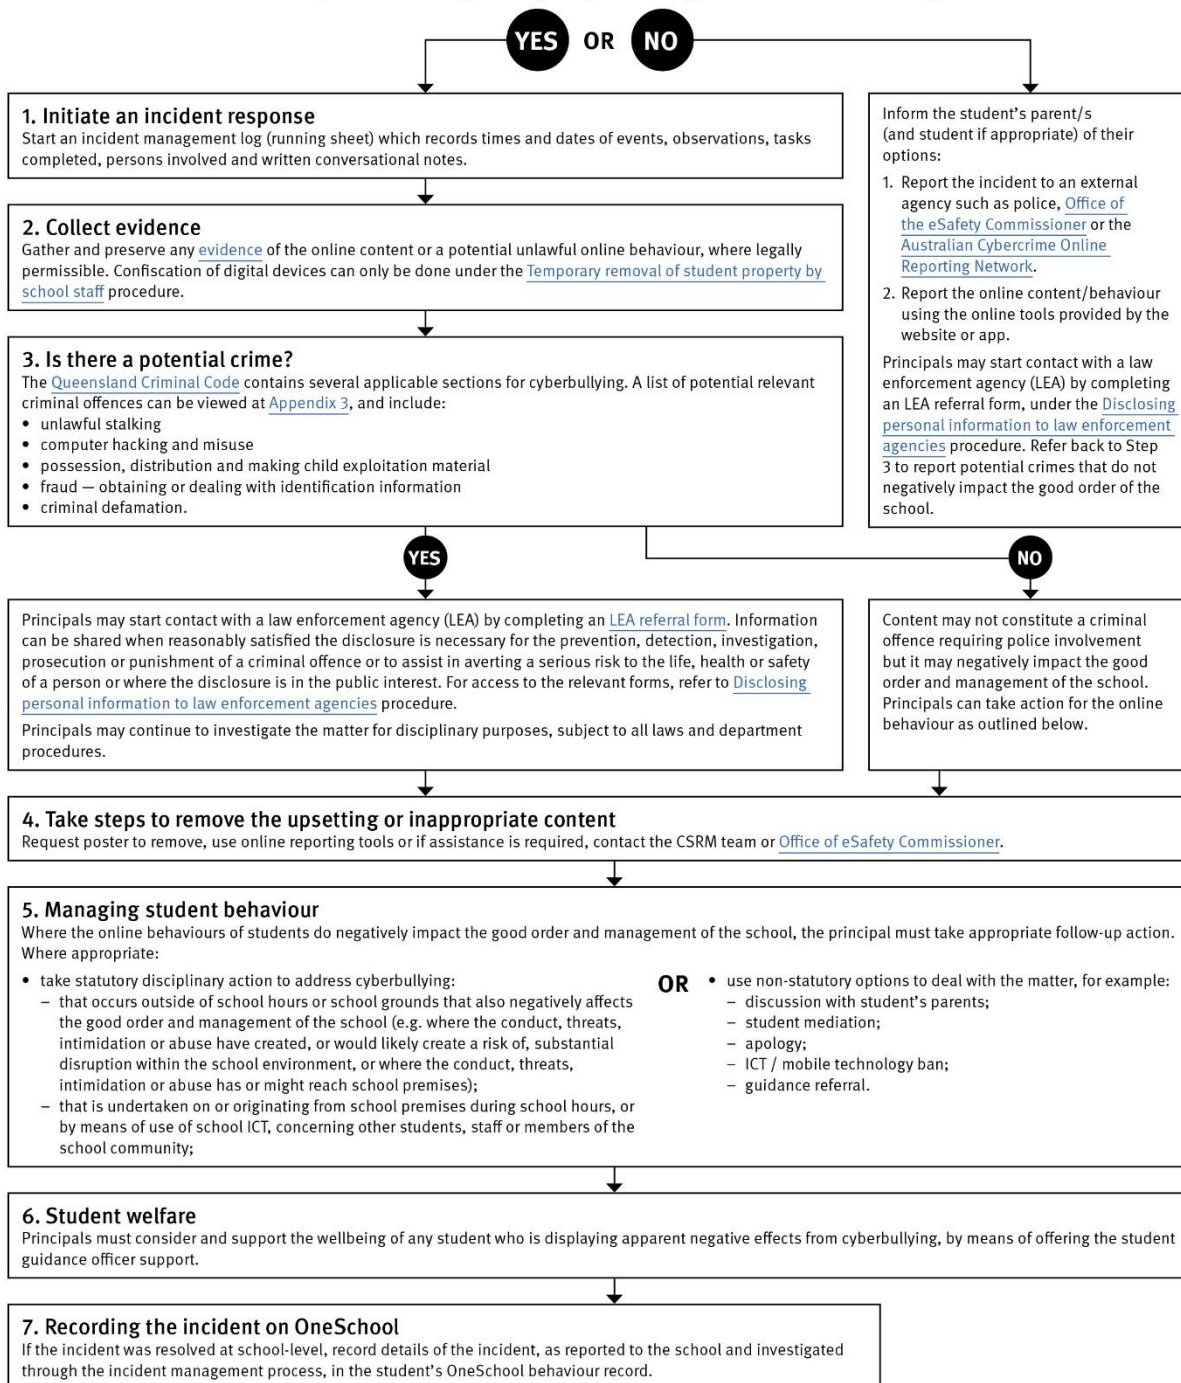 YES OR NO
1. Initiate an incident response
Start an incident management log (running sheet) which records times and dates of events, observations, tasks
completed, persons involved and written conversational notes.
2. Collect evidence
Gather and preserve any evidence of the online content or a potential unlawful online behaviour, where legally
permissible. Confiscation of digital devices can only be done under the Temporary removal of student property by
school staff procedure.
3. Is there a potential crime?
The Queensland Criminal Code contains several applicable sections for cyberbullying. A list of potential relevant
criminal offences can be viewed at Appendix 3, and include:
• unlawful stalking
• computer hacking and misuse
• possession, distribution and making child exploitation material
• fraud — obtaining or dealing with identification information
• criminal defamation.
Inform the student's parent/s
(and student if appropriate) of their
options:
1. Report the incident to an external
agency such as police, Office of
the eSafety Commissioner or the
Australian Cybercrime Online
Reporting Network.
2. Report the online content/behaviour
using the online tools provided by the
website or app.
Principals may start contact with a law
enforcement agency (LEA) by completing
an LEA referral form, under the Disclosing
personal information to law enforcement
agencies procedure. Refer back to Step
3 to report potential crimes that do not
negatively impact the good order of the
school.
YES
NO
Principals may start contact with a law enforcement agency (LEA) by completing an LEA referral form. Information
can be shared when reasonably satisfied the disclosure is necessary for the prevention, detection, investigation,
prosecution or punishment of a criminal offence or to assist in averting a serious risk to the life, health or safety
of a person or where the disclosure is in the public interest. For access to the relevant forms, refer to Disclosing
personal information to law enforcement agencies procedure.
Principals may continue to investigate the matter for disciplinary purposes, subject to all laws and department
procedures.
Content may not constitute a criminal
offence requiring police involvement
but it may negatively impact the good
order and management of the school.
Principals can take action for the online
behaviour as outlined below.
4. Take steps to remove the upsetting or inappropriate content
Request poster to remove, use online reporting tools or if assistance is required, contact the CSRM team or Office of eSafety Commissioner.
5. Managing student behaviour
Where the online behaviours of students do negatively impact the good order and management of the school, the principal must take appropriate follow-up action.
Where appropriate:
• take statutory disciplinary action to address cyberbullying:
– that occurs outside of school hours or school grounds that also negatively affects
the good order and management of the school (e.g. where the conduct, threats,
intimidation or abuse have created, or would likely create a risk of, substantial
disruption within the school environment, or where the conduct, threats,
intimidation or abuse has or might reach school premises);
– that is undertaken on or originating from school premises during school hours, or
by means of use of school ICT, concerning other students, staff or members of the
school community;
OR
• use non-statutory options to deal with the matter, for example:
– discussion with student's parents;
– student mediation;
– apology;
– ICT / mobile technology ban;
– guidance referral.
6. Student welfare
Principals must consider and support the wellbeing of any student who is displaying apparent negative effects from cyberbullying, by means of offering the student
guidance officer support.
7. Recording the incident on OneSchool
If the incident was resolved at school-level, record details of the incident, as reported to the school and investigated
through the incident management process, in the student's OneSchool behaviour record.